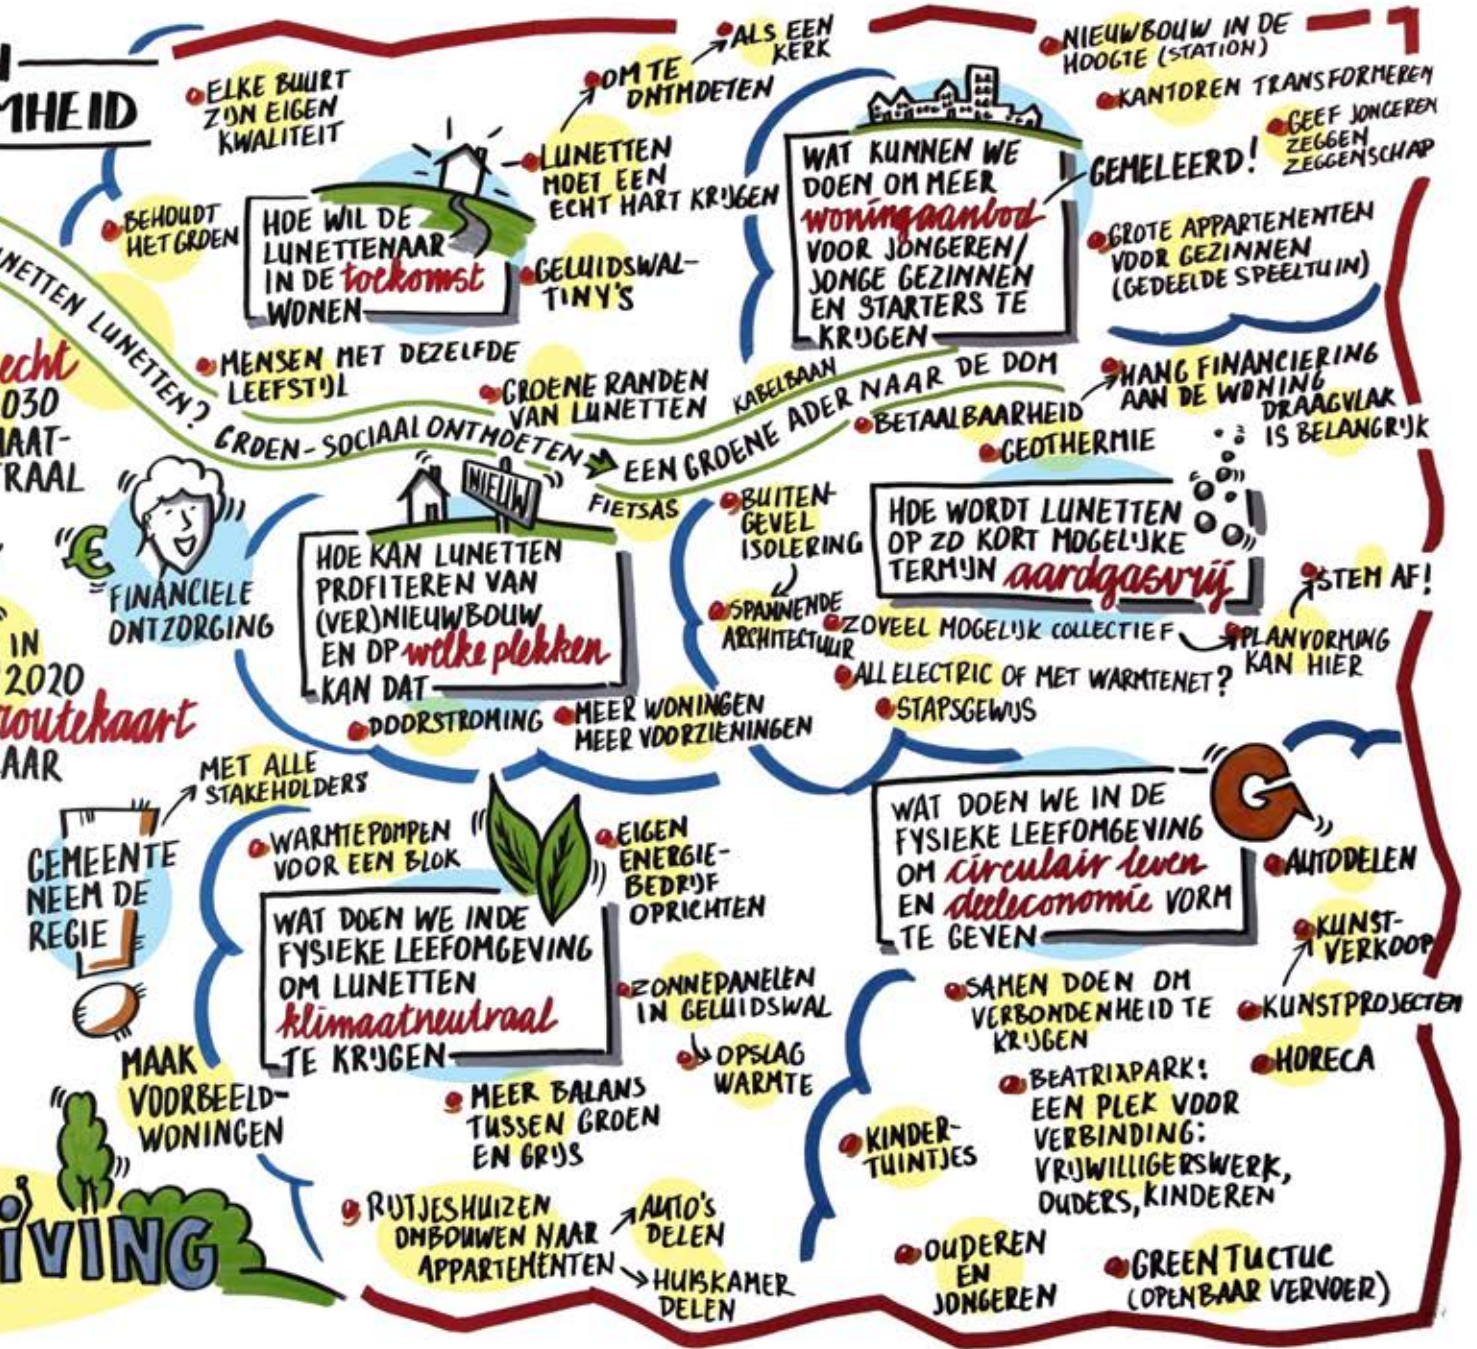 MHEID
ELKE BUURT
ZIJN EIGEN
KWALITEIT
BEHOUDT
HET GROEN
HOE WIL DE
LUNETTENAAR
IN DE toekomst
WONEN
OM TE
ONTMOETEN
ALS EEN
KERK
LUNETTEN
MOET EEN
ECHT HART KRIJGEN
GELUIDSWAL-
TINY'S
MENSEN MET DEZELFDE
LEEFSTIJL
GROENE RANDEN
VAN LUNETTEN
WAT KUNNEN WE
DOEN OM MEER
woningaanbod
VOOR JONGEREN/
JONGE GEZINNEN
EN STARTERS TE
KRIJGEN
NIEUWBOUW IN DE
HOOGTE (STATION)
KANTOREN TRANSFORMEREN
GEEF JONGEREN
ZEGGEN
ZEGGENSCHAP
GEMELEERD!
GROTE APPARTEMENTEN
VOOR GEZINNEN
(GEDEELDE SPEELTUIN)
NETTEN LUNETTEN?
GROEN-SOCIAAL ONTMOETEN
EEN GROENE ADER NAAR DE DOM
KABELBAAN
FIETSAS
echt
030
MAAT-
TRAAL
IN
2020
routekaart
AAR
€
FINANCIELE
ONTZORGING
NIEUW
HOE KAN LUNETTEN
PROFITEREN VAN
(VER)NIEUWBOUW
EN OP welke plekken
KAN DAT
DOORSTROMING
MEER WONINGEN
MEER VOORZIENINGEN
BETAALBAARHEID
HANG FINANCIERING
AAN DE WONING
DRAAGVLAK
IS BELANGRIJK
GEOTHERMIE
BUITEN-
GEVEL
ISOLERING
SPANNENDE
ARCHITECTUUR
HOE WORDT LUNETTEN
OP ZO KORT MOGELIJKE
TERMIJN aardgasvrij
STEM AF!
ZOVEEL MOGELIJK COLLECTIEF
PLANVORMING
KAN HIER
ALL ELECTRIC OF MET WARMTENET?
STAPSGEWIJS
MET ALLE
STAKEHOLDERS
GEMEENTE
NEEM DE
REGIE
MAAK
VOORBEELD-
WONINGEN
IVING
WARMTEPOMPEN
VOOR EEN BLOK
WAT DOEN WE IN DE
FYSIEKE LEEFOMGEVING
OM LUNETTEN
klimaatneutraal
TE KRIJGEN
EIGEN
ENERGIE-
BEDRIJF
OPRICHTEN
ZONNEPANELEN
IN GELUIDSWAL
OPSLAG
WARMTE
MEER BALANS
TUSSEN GROEN
EN GRIJS
RIJTJESHUIZEN
OMBOUWEN NAAR
APPARTEMENTEN
AUTO'S
DELEN
HUISKAMER
DELEN
WAT DOEN WE IN DE
FYSIEKE LEEFOMGEVING
OM circulair leven
EN deeleconomie VORM
TE GEVEN
AUTODELEN
KUNST-
VERKOOP
KUNSTPROJECTEN
HORECA
SAMEN DOEN OM
VERBONDENHEID TE
KRIJGEN
BEATRIXPARK:
EEN PLEK VOOR
VERBINDING:
VRIJWILLIGERSWERK,
OUDERS, KINDEREN
KINDER-
TUINTJES
OUDEREN
EN
JONGEREN
GREEN TUCTUC
(OPENBAAR VERVOER)